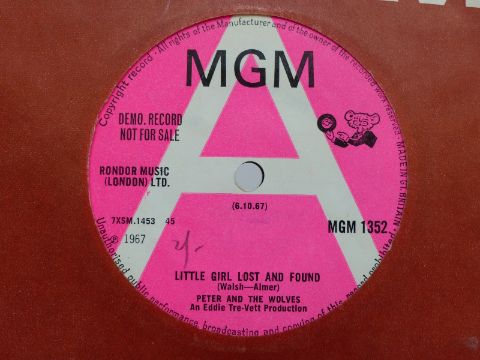 Copyright record - All rights of the Manufacturer and of the owner of the recorded work reserved
MGM
DEMO. RECORD
NOT FOR SALE
RONDOR MUSIC
(LONDON) LTD.
(6.10.67)
7XSM.1453 45
MGM 1352
℗ 1967
2/-
LITTLE GIRL LOST AND FOUND
(Walsh—Almer)
PETER AND THE WOLVES
An Eddie Tre-Vett Production
MADE IN GT. BRITAIN
Unauthorised public performance broadcasting and copying of this record prohibited